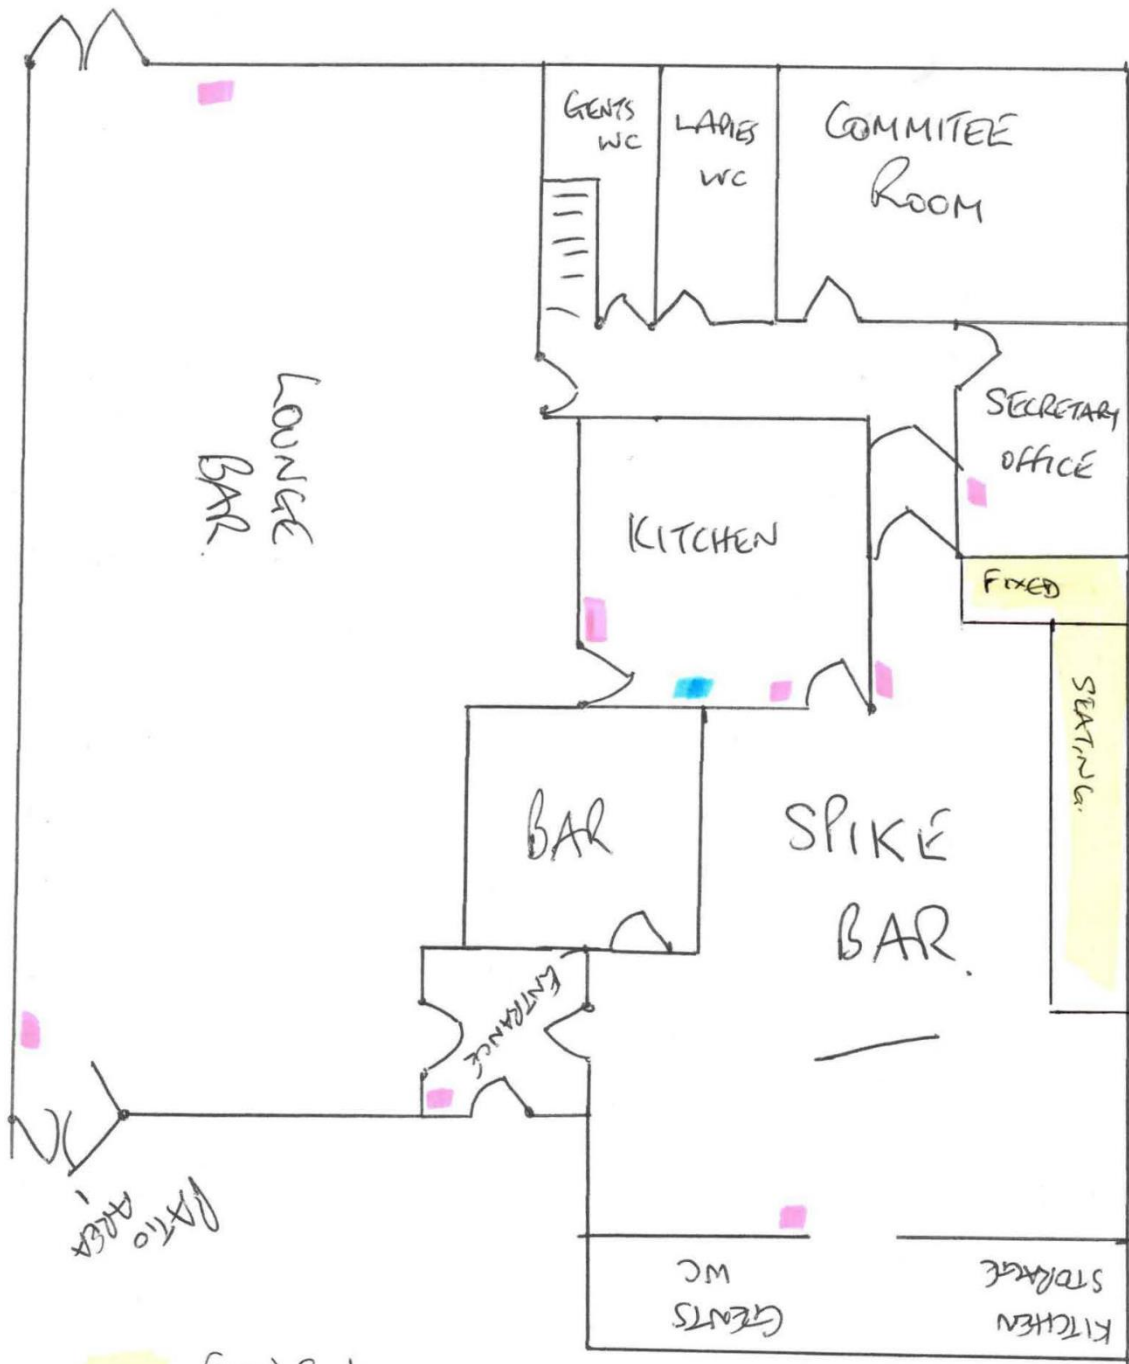 GENTS
WC
LADIES
WC
COMMITEE
ROOM
SECRETARY
OFFICE
LOUNGE
BAR.
KITCHEN
FIXED
SEATING.
BAR
SPIKE
BAR.
ENTRANCE
PATIO
AREA
GENTS
WC
KITCHEN
STORAGE